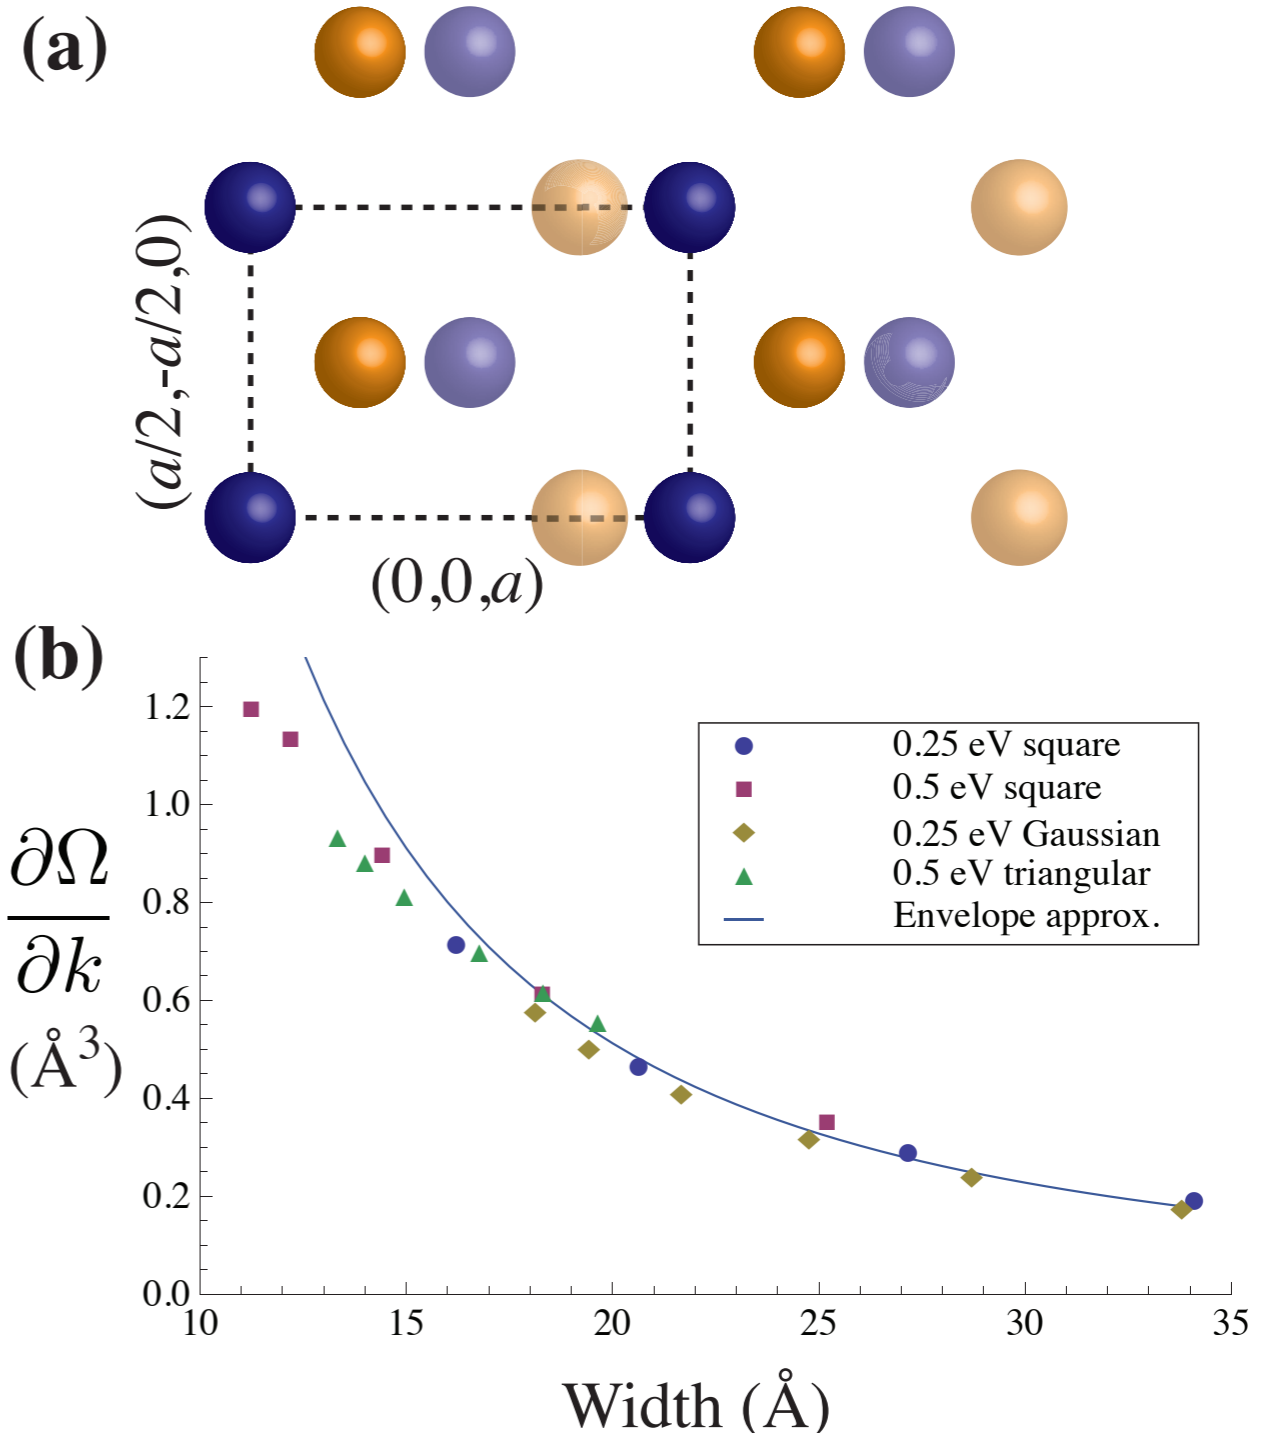 (a)
(a/2,-a/2,0)
(0,0,a)
(b)
∂Ω
∂k
(Å³)
1.2
1.0
0.8
0.6
0.4
0.2
0.0
0.25 eV square
0.5 eV square
0.25 eV Gaussian
0.5 eV triangular
Envelope approx.
10 15 20 25 30 35
Width (Å)